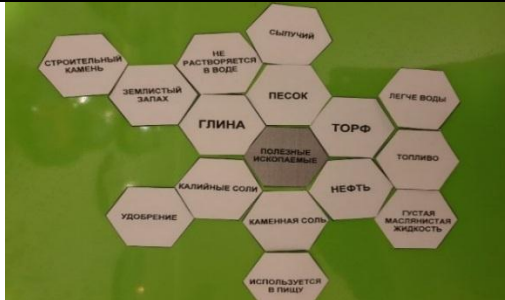 СЫПУЧИЙ
СТРОИТЕЛЬНЫЙ
КАМЕНЬ
НЕ
РАСТВОРЯЕТСЯ
В ВОДЕ
ЗЕМЛИСТЫЙ
ЗАПАХ
ПЕСОК
ЛЕГЧЕ ВОДЫ
ГЛИНА
ТОРФ
ПОЛЕЗНЫЕ
ИСКОПАЕМЫЕ
ТОПЛИВО
КАЛИЙНЫЕ СОЛИ
НЕФТЬ
УДОБРЕНИЕ
КАМЕННАЯ СОЛЬ
ГУСТАЯ
МАСЛЯНИСТАЯ
ЖИДКОСТЬ
ИСПОЛЬЗУЕТСЯ
В ПИЩУ